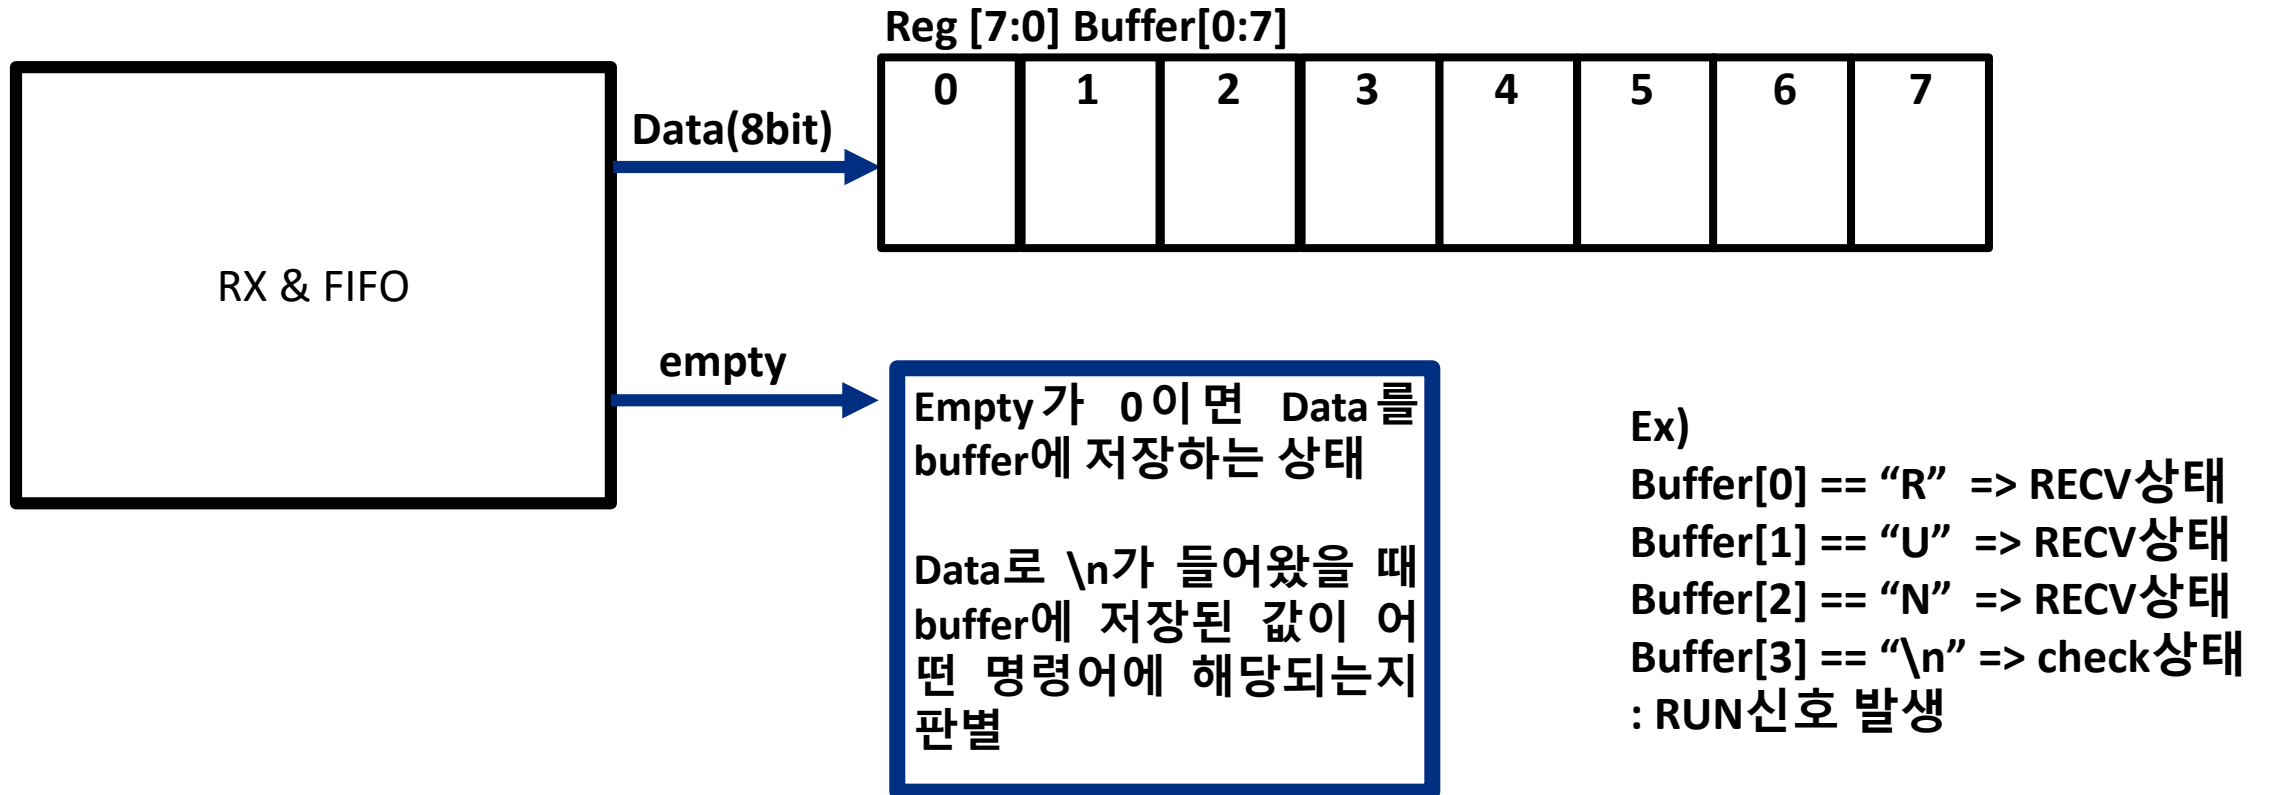 Reg [7:0] Buffer[0:7]
0 1 2 3 4 5 6 7
Data(8bit)
RX & FIFO
empty
Empty가 0이면 Data를
buffer에 저장하는 상태
Data로 \n가 들어왔을 때
buffer에 저장된 값이 어
떤 명령어에 해당되는지
판별
Ex)
Buffer[0] == “R” => RECV상태
Buffer[1] == “U” => RECV상태
Buffer[2] == “N” => RECV상태
Buffer[3] == “\n” => check상태
: RUN신호 발생